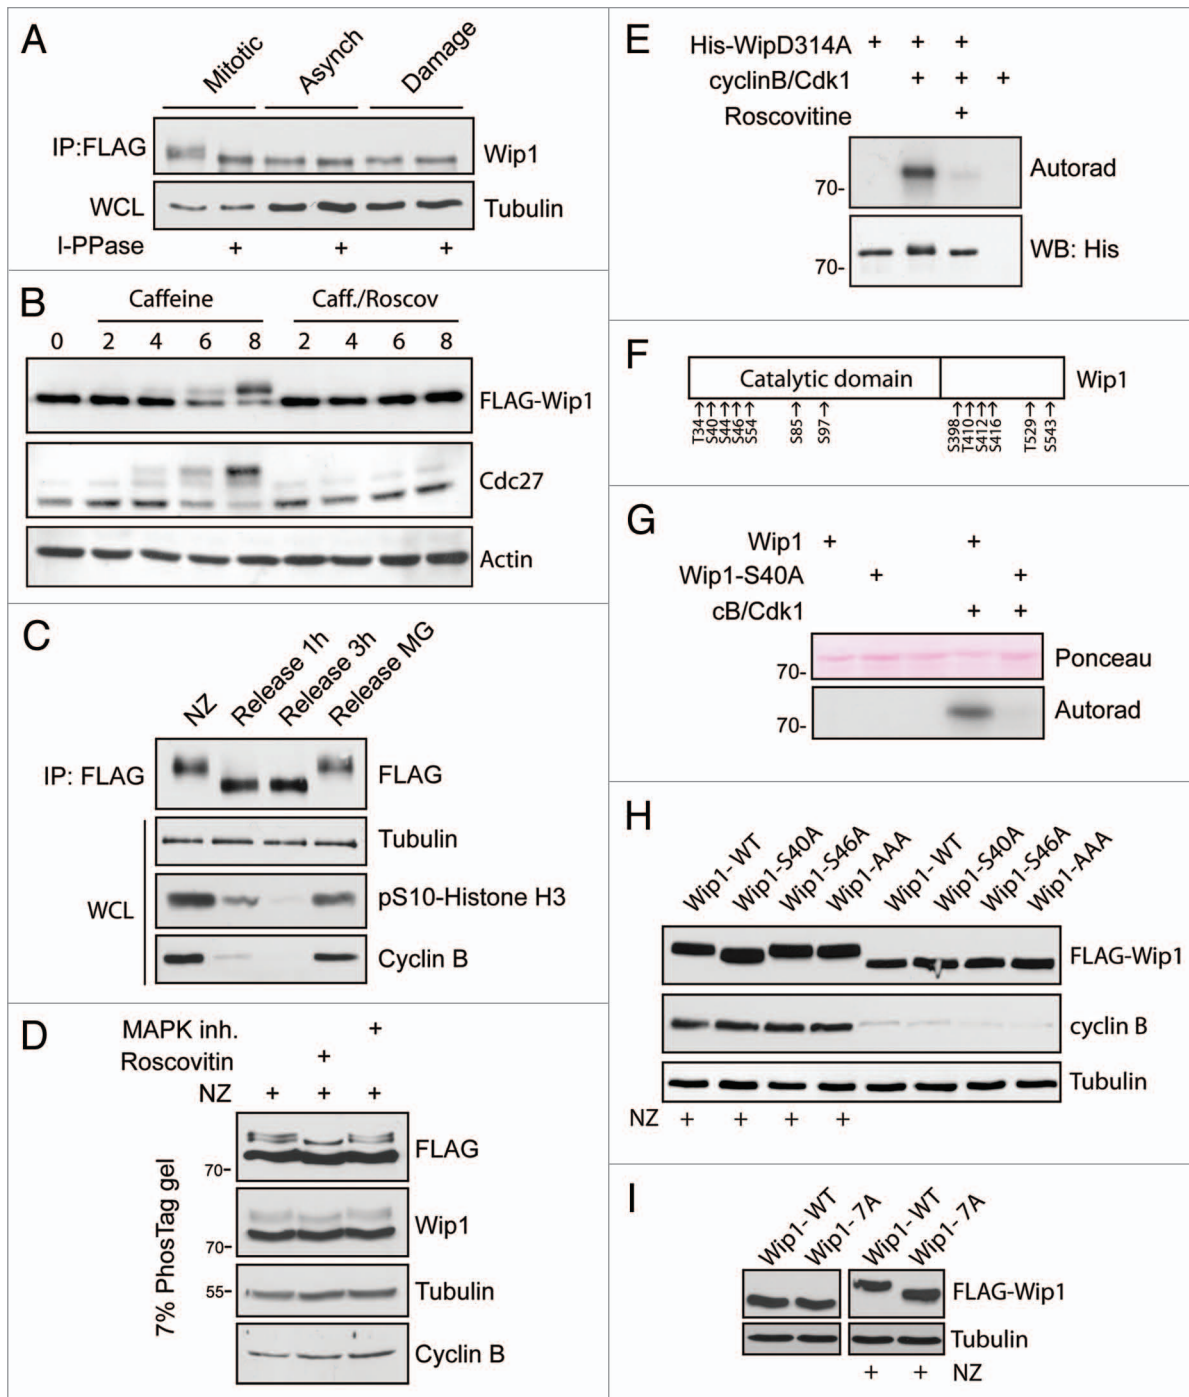 A
Mitotic
Asynch
Damage
IP:FLAG
Wip1
WCL
Tubulin
I-PPase + + +
B
Caffeine Caff./Roscov
0 2 4 6 8 2 4 6 8
FLAG-Wip1
Cdc27
Actin
C
NZ
Release 1h
Release 3h
Release MG
IP: FLAG
FLAG
Tubulin
WCL
pS10-Histone H3
Cyclin B
D
MAPK inh. +
Roscovitin +
NZ + + +
7% PhosTag gel
70-
FLAG
70-
Wip1
55-
Tubulin
Cyclin B
E
His-WipD314A + + +
cyclinB/Cdk1 + + +
Roscovitine +
70-
Autorad
70-
WB: His
F
Catalytic domain
Wip1
T34→
S40→
S44→
S46→
S54→
S85→
S97→
S398→
T410→
S412→
S416→
T529→
S543→
G
Wip1 + +
Wip1-S40A + +
cB/Cdk1 + +
70-
Ponceau
70-
Autorad
H
Wip1-WT
Wip1-S40A
Wip1-S46A
Wip1-AAA
Wip1-WT
Wip1-S40A
Wip1-S46A
Wip1-AAA
FLAG-Wip1
cyclin B
Tubulin
NZ + + + +
I
Wip1-WT
Wip1-7A
Wip1-WT
Wip1-7A
FLAG-Wip1
Tubulin
+ + NZ